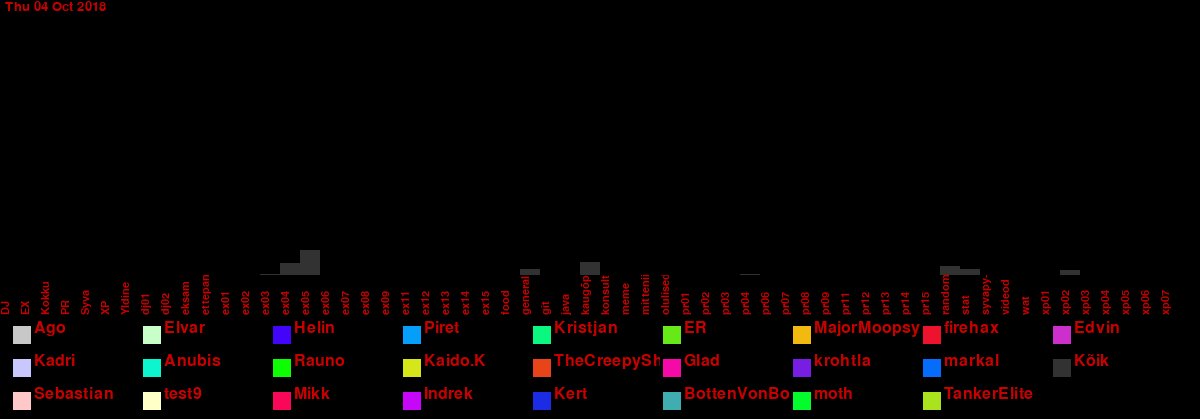 Thu 04 Oct 2018
DJ EX Kokku PR Syva XP Yldine dj01 dj02 eksam ettepan ex01 ex02 ex03 ex04 ex05 ex06 ex07 ex08 ex09 ex11 ex12 ex13 ex14 ex15 food general git java kaugõp konsult meme mittenii olulised pr01 pr02 pr03 pr04 pr06 pr07 pr08 pr09 pr11 pr12 pr13 pr14 pr15 random stat syvapy- videod wat xp01 xp02 xp03 xp04 xp05 xp06 xp07
Ago Elvar Helin Piret Kristjan ER MajorMoopsy firehax Edvin
Kadri Anubis Rauno Kaido.K TheCreepySh Glad krohtla markal Kõik
Sebastian test9 Mikk Indrek Kert BottenVonBo moth TankerElite